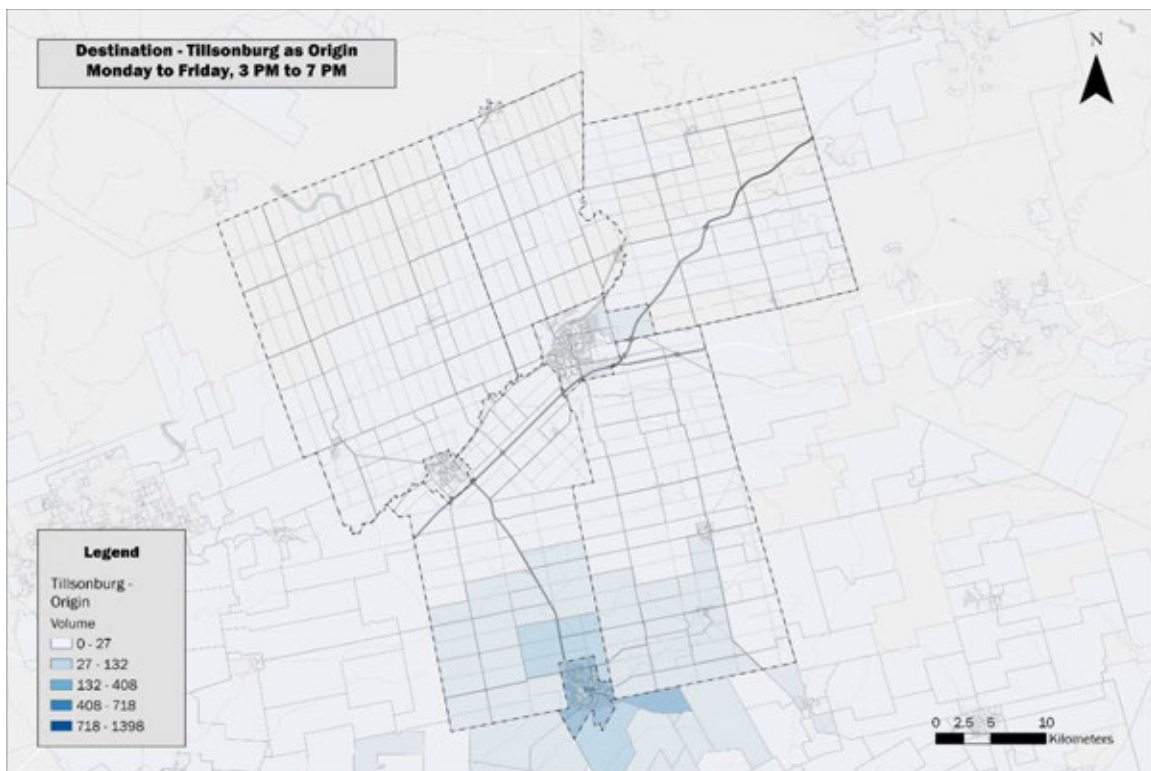 Destination - Tillsonburg as Origin
Monday to Friday, 3 PM to 7 PM
N
Legend
Tillsonburg -
Origin
Volume
0 - 27
27 - 132
132 - 408
408 - 718
718 - 1398
0 2.5 5 10
Kilometers